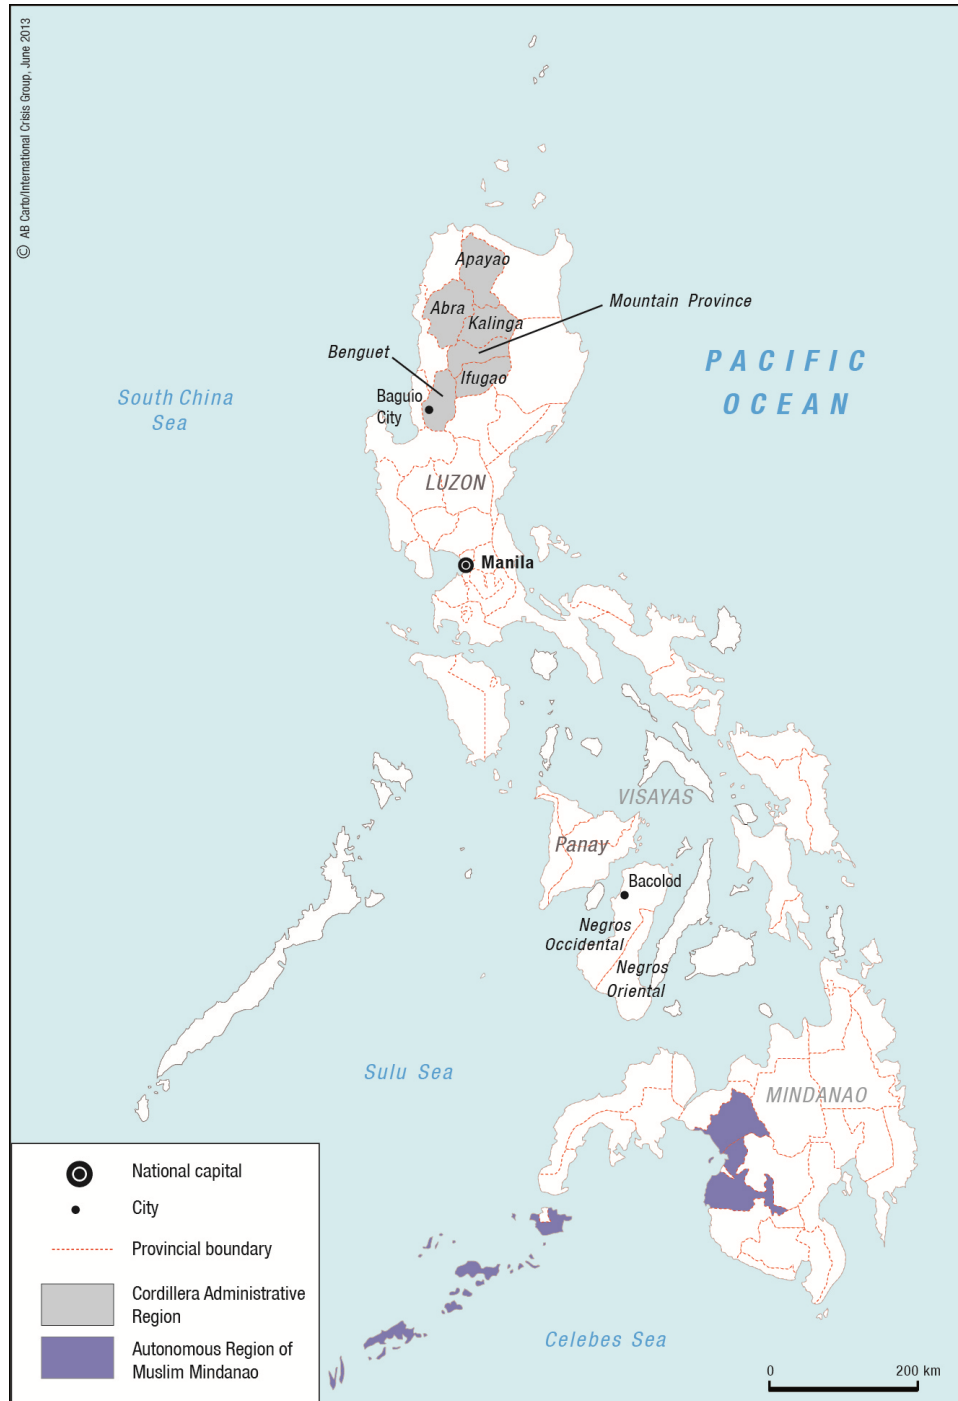 © AB Carto/International Crisis Group, June 2013
Apayao
Abra
Kalinga
Mountain Province
Benguet
Ifugao
Baguio
City
South China
Sea
PACIFIC
OCEAN
LUZON
Manila
VISAYAS
Panay
Bacolod
Negros
Occidental
Negros
Oriental
Sulu Sea
MINDANAO
National capital
City
Provincial boundary
Cordillera Administrative
Region
Autonomous Region of
Muslim Mindanao
Celebes Sea
0 200 km